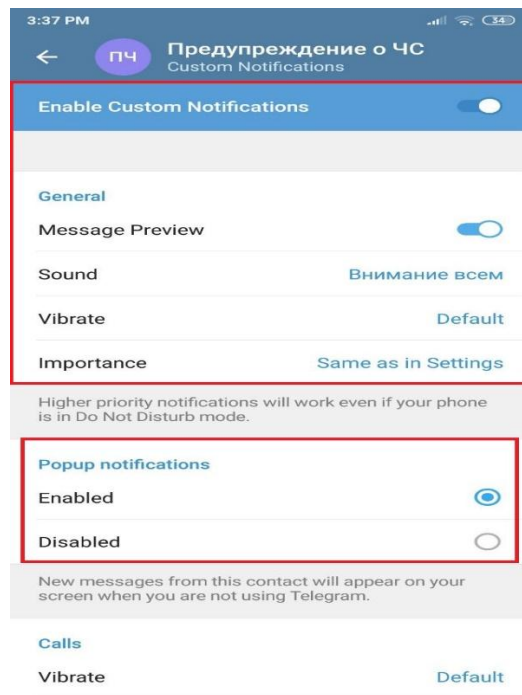 3:37 PM
34
ПЧ
Предупреждение о ЧС
Custom Notifications
Enable Custom Notifications
General
Message Preview
Sound Внимание всем
Vibrate Default
Importance Same as in Settings
Higher priority notifications will work even if your phone
is in Do Not Disturb mode.
Popup notifications
Enabled
Disabled
New messages from this contact will appear on your
screen when you are not using Telegram.
Calls
Vibrate Default